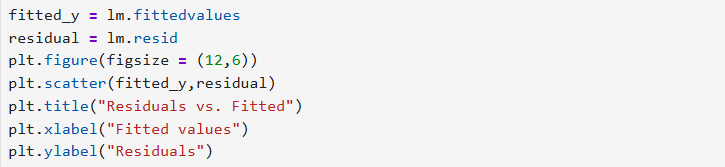 fitted_y = lm.fittedvalues
residual = lm.resid
plt.figure(figsize = (12,6))
plt.scatter(fitted_y,residual)
plt.title("Residuals vs. Fitted")
plt.xlabel("Fitted values")
plt.ylabel("Residuals")